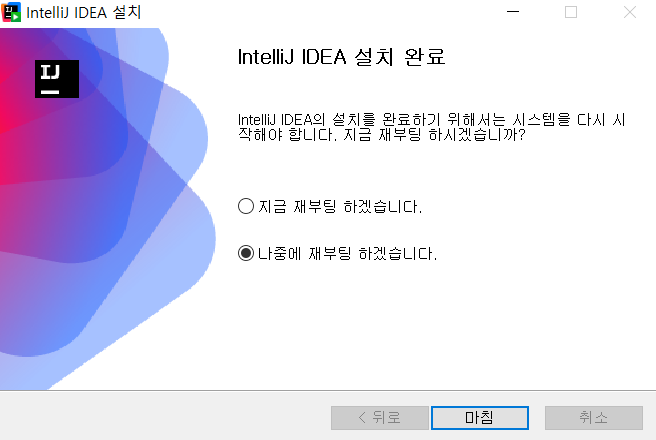 IntelliJ IDEA 설치
IJ
IntelliJ IDEA 설치 완료
IntelliJ IDEA의 설치를 완료하기 위해서는 시스템을 다시 시
작해야 합니다. 지금 재부팅 하시겠습니까?
지금 재부팅 하겠습니다.
나중에 재부팅 하겠습니다.
< 뒤로
마침
취소